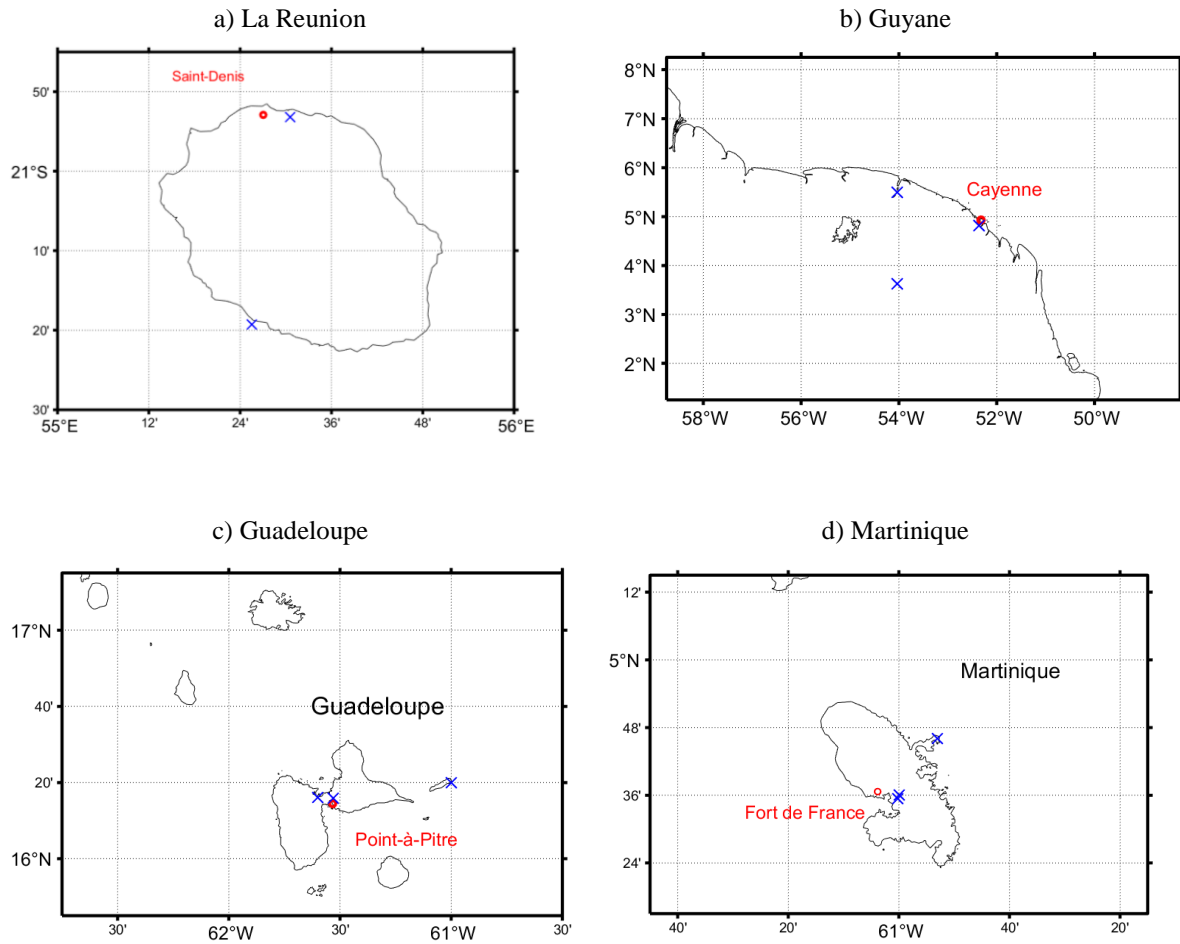 a) La Reunion
Saint-Denis
50'
21°S
10'
20'
30'
55°E
12'
24'
36'
48'
56°E
b) Guyane
8°N
7°N
6°N
5°N
4°N
3°N
2°N
Cayenne
58°W
56°W
54°W
52°W
50°W
c) Guadeloupe
17°N
40'
20'
16°N
Guadeloupe
Point-à-Pitre
30'
62°W
30'
61°W
30'
d) Martinique
12'
5°N
48'
36'
24'
Martinique
Fort de France
40'
20'
61°W
40'
20'